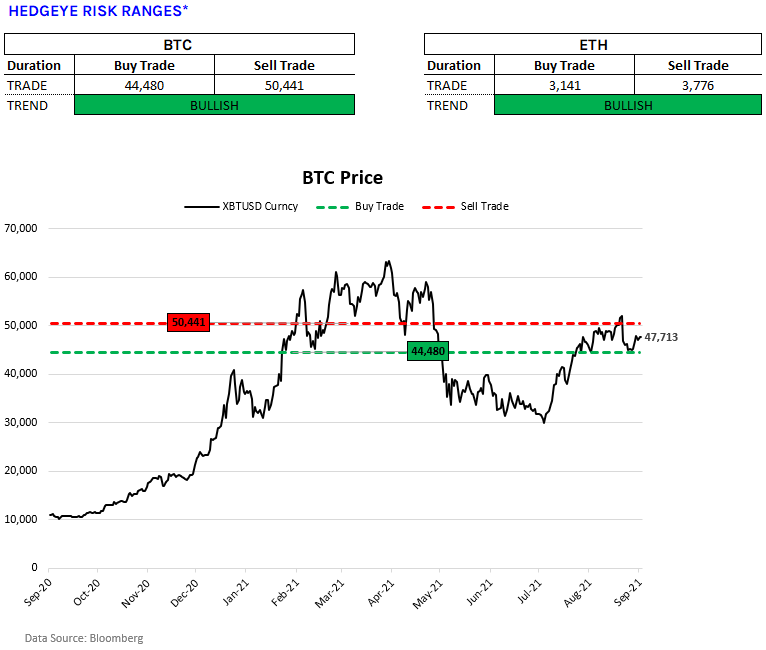 HEDGEYE RISK RANGES*
BTC
Duration Buy Trade Sell Trade
TRADE 44,480 50,441
TREND BULLISH
ETH
Duration Buy Trade Sell Trade
TRADE 3,141 3,776
TREND BULLISH
BTC Price
XBTUSD Curncy Buy Trade Sell Trade
70,000
60,000
50,000
40,000
30,000
20,000
10,000
0
50,441
44,480
47,713
Sep-20 Oct-20 Nov-20 Dec-20 Jan-21 Feb-21 Mar-21 Apr-21 May-21 Jun-21 Jul-21 Aug-21 Sep-21
Data Source: Bloomberg